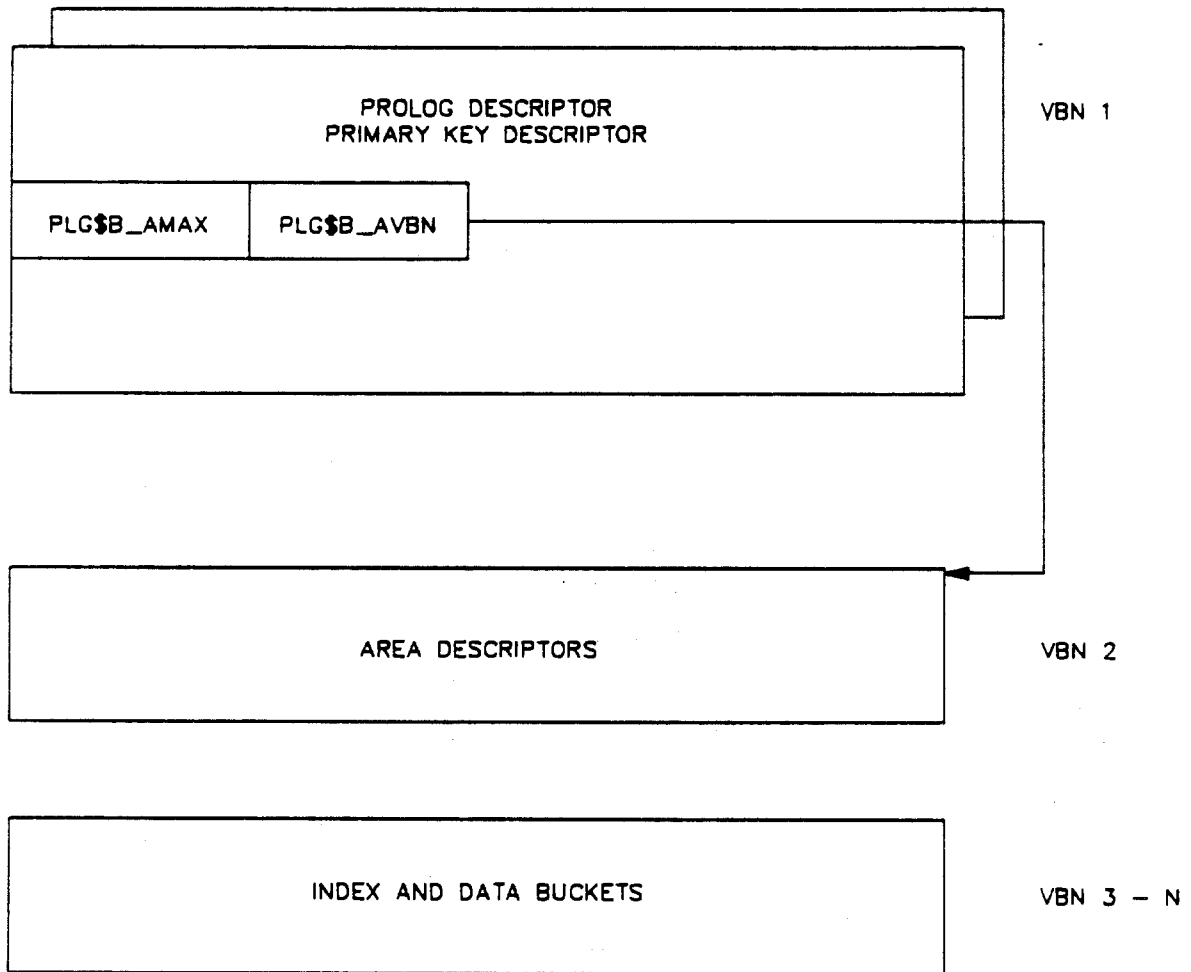 PROLOG DESCRIPTOR
PRIMARY KEY DESCRIPTOR
VBN 1
PLG$B_AMAX
PLG$B_AVBN
AREA DESCRIPTORS
VBN 2
INDEX AND DATA BUCKETS
VBN 3 – N